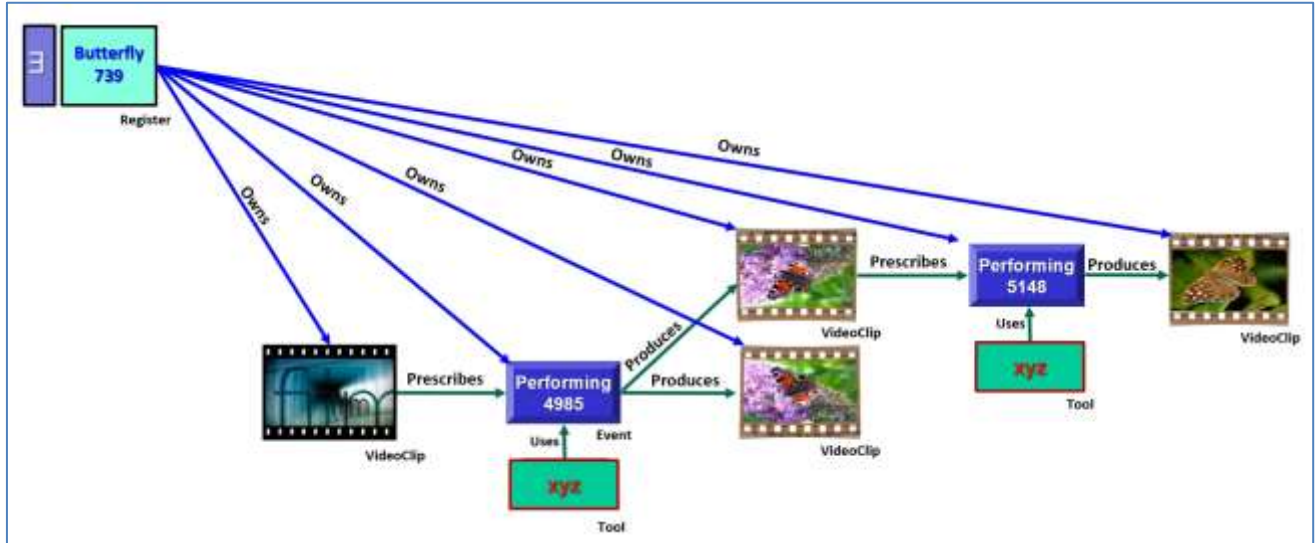 Butterfly
739
Register
Owns
Owns
Owns
Owns
Owns
Owns
Prescribes
Performing
5148
Produces
Uses
VideoClip
VideoClip
Produces
xyz
Tool
Prescribes
Performing
4985
Produces
Uses
Event
VideoClip
VideoClip
xyz
Tool